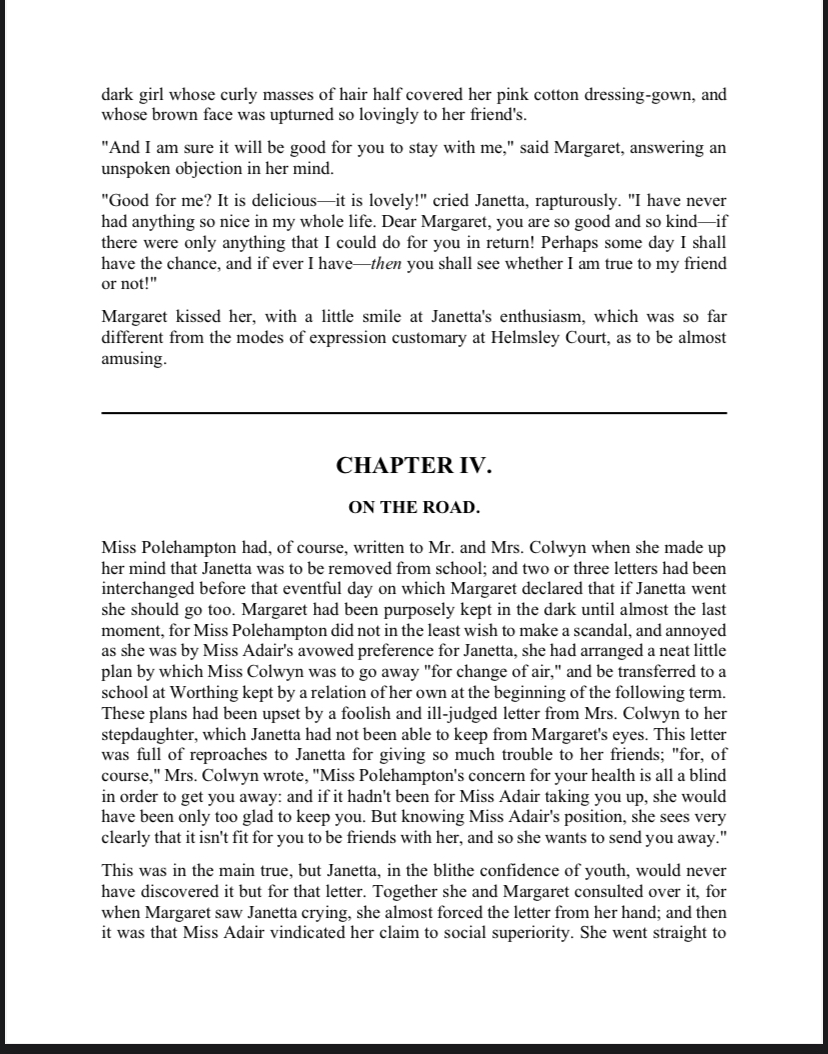 dark girl whose curly masses of hair half covered her pink cotton dressing-gown, and
whose brown face was upturned so lovingly to her friend's.
"And I am sure it will be good for you to stay with me," said Margaret, answering an
unspoken objection in her mind.
"Good for me? It is delicious—it is lovely!" cried Janetta, rapturously. "I have never
had anything so nice in my whole life. Dear Margaret, you are so good and so kind—if
there were only anything that I could do for you in return! Perhaps some day I shall
have the chance, and if ever I have—then you shall see whether I am true to my friend
or not!"
Margaret kissed her, with a little smile at Janetta's enthusiasm, which was so far
different from the modes of expression customary at Helmsley Court, as to be almost
amusing.
CHAPTER IV.
ON THE ROAD.
Miss Polehampton had, of course, written to Mr. and Mrs. Colwyn when she made up
her mind that Janetta was to be removed from school; and two or three letters had been
interchanged before that eventful day on which Margaret declared that if Janetta went
she should go too. Margaret had been purposely kept in the dark until almost the last
moment, for Miss Polehampton did not in the least wish to make a scandal, and annoyed
as she was by Miss Adair's avowed preference for Janetta, she had arranged a neat little
plan by which Miss Colwyn was to go away "for change of air," and be transferred to a
school at Worthing kept by a relation of her own at the beginning of the following term.
These plans had been upset by a foolish and ill-judged letter from Mrs. Colwyn to her
stepdaughter, which Janetta had not been able to keep from Margaret's eyes. This letter
was full of reproaches to Janetta for giving so much trouble to her friends; "for, of
course," Mrs. Colwyn wrote, "Miss Polehampton's concern for your health is all a blind
in order to get you away: and if it hadn't been for Miss Adair taking you up, she would
have been only too glad to keep you. But knowing Miss Adair's position, she sees very
clearly that it isn't fit for you to be friends with her, and so she wants to send you away."
This was in the main true, but Janetta, in the blithe confidence of youth, would never
have discovered it but for that letter. Together she and Margaret consulted over it, for
when Margaret saw Janetta crying, she almost forced the letter from her hand; and then
it was that Miss Adair vindicated her claim to social superiority. She went straight to